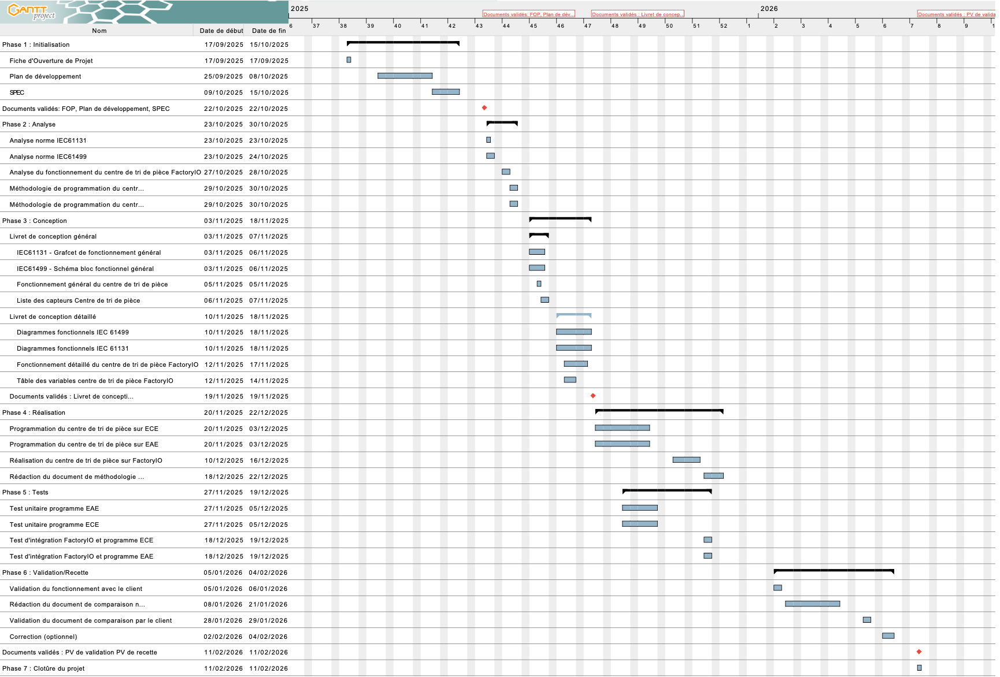 GANTT project
2025
2026
Documents validés: FOP, Plan de dév...
Documents validés : Livret de concep...
Documents validés : PV de valida
Nom Date de début Date de fin
6 37 38 39 40 41 42 43 44 45 46 47 48 49 50 51 52 1 2 3 4 5 6 7 8 9 1
Phase 1 : Initialisation 17/09/2025 15/10/2025
Fiche d'Ouverture de Projet 17/09/2025 17/09/2025
Plan de développement 25/09/2025 08/10/2025
SPEC 09/10/2025 15/10/2025
Documents validés: FOP, Plan de développement, SPEC 22/10/2025 22/10/2025
Phase 2 : Analyse 23/10/2025 30/10/2025
Analyse norme IEC61131 23/10/2025 23/10/2025
Analyse norme IEC61499 23/10/2025 24/10/2025
Analyse du fonctionnement du centre de tri de pièce FactoryIO 27/10/2025 28/10/2025
Méthodologie de programmation du centr... 29/10/2025 30/10/2025
Méthodologie de programmation du centr... 29/10/2025 30/10/2025
Phase 3 : Conception 03/11/2025 18/11/2025
Livret de conception général 03/11/2025 07/11/2025
IEC61131 - Grafcet de fonctionnement général 03/11/2025 06/11/2025
IEC61499 - Schéma bloc fonctionnel général 03/11/2025 06/11/2025
Fonctionnement général du centre de tri de pièce 05/11/2025 05/11/2025
Liste des capteurs Centre de tri de pièce 06/11/2025 07/11/2025
Livret de conception détaillé 10/11/2025 18/11/2025
Diagrammes fonctionnels IEC 61499 10/11/2025 18/11/2025
Diagrammes fonctionnels IEC 61131 10/11/2025 18/11/2025
Fonctionnement détaillé du centre de tri de pièce FactoryIO 12/11/2025 17/11/2025
Tâble des variables centre de tri de pièce FactoryIO 12/11/2025 14/11/2025
Documents validés : Livret de concepti... 19/11/2025 19/11/2025
Phase 4 : Réalisation 20/11/2025 22/12/2025
Programmation du centre de tri de pièce sur ECE 20/11/2025 03/12/2025
Programmation du centre de tri de pièce sur EAE 20/11/2025 03/12/2025
Réalisation du centre de tri de pièce sur FactoryIO 10/12/2025 16/12/2025
Rédaction du document de méthodologie ... 18/12/2025 22/12/2025
Phase 5 : Tests 27/11/2025 19/12/2025
Test unitaire programme EAE 27/11/2025 05/12/2025
Test unitaire programme ECE 27/11/2025 05/12/2025
Test d'intégration FactoryIO et programme ECE 18/12/2025 19/12/2025
Test d'intégration FactoryIO et programme EAE 18/12/2025 19/12/2025
Phase 6 : Validation/Recette 05/01/2026 04/02/2026
Validation du fonctionnement avec le client 05/01/2026 06/01/2026
Rédaction du document de comparaison n... 08/01/2026 21/01/2026
Validation du document de comparaison par le client 28/01/2026 29/01/2026
Correction (optionnel) 02/02/2026 04/02/2026
Documents validés : PV de validation PV de recette 11/02/2026 11/02/2026
Phase 7 : Clotûre du projet 11/02/2026 11/02/2026